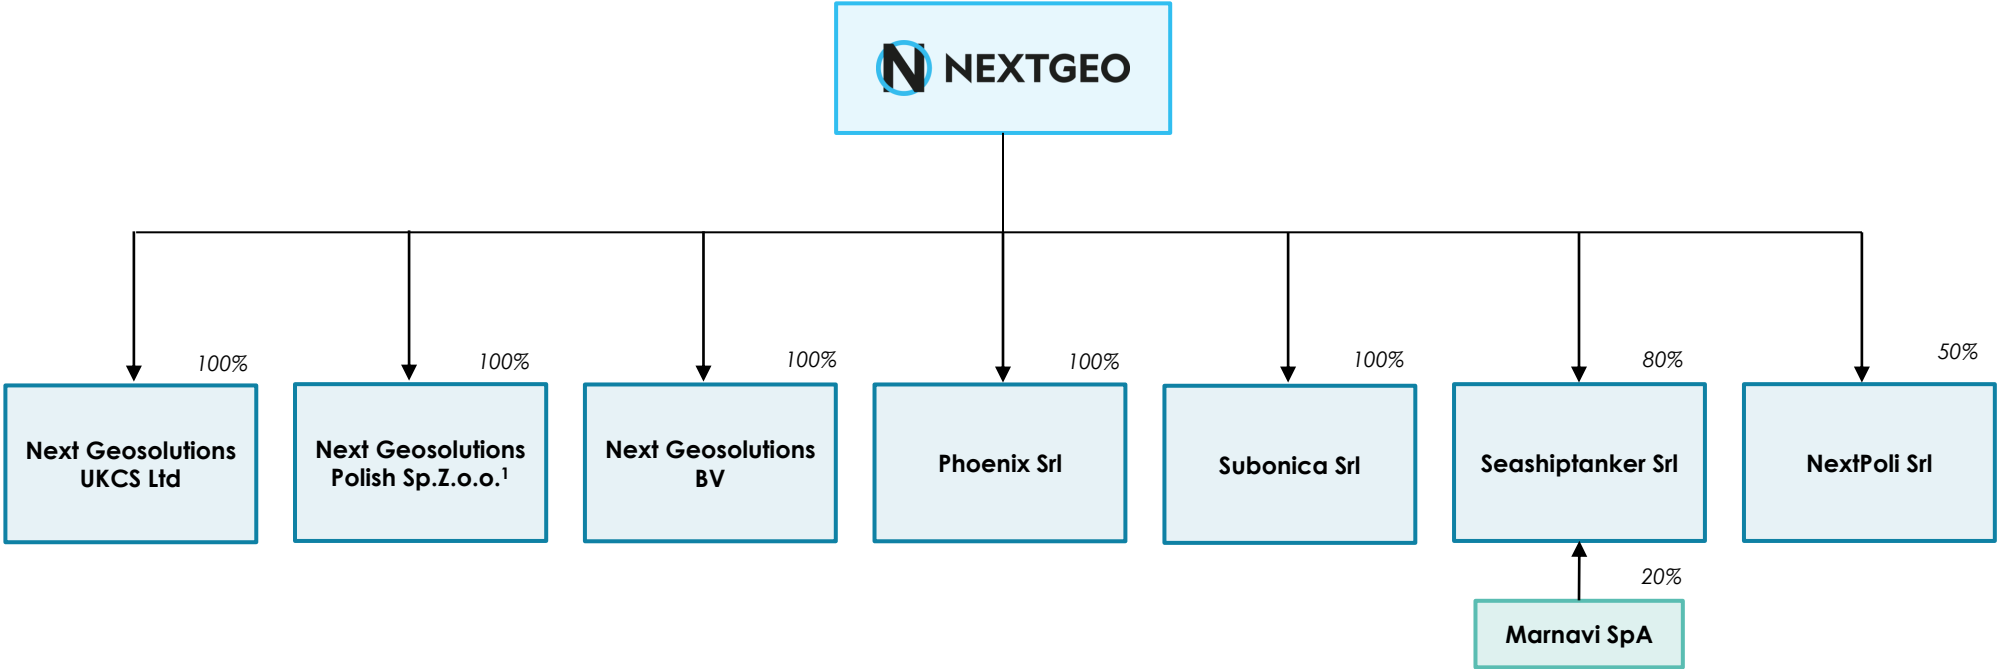 NEXTGEO
100%
100%
100%
100%
100%
80%
50%
Next Geosolutions
UKCS Ltd
Next Geosolutions
Polish Sp.Z.o.o.¹
Next Geosolutions
BV
Phoenix Srl
Subonica Srl
Seashiptanker Srl
NextPoli Srl
20%
Marnavi SpA